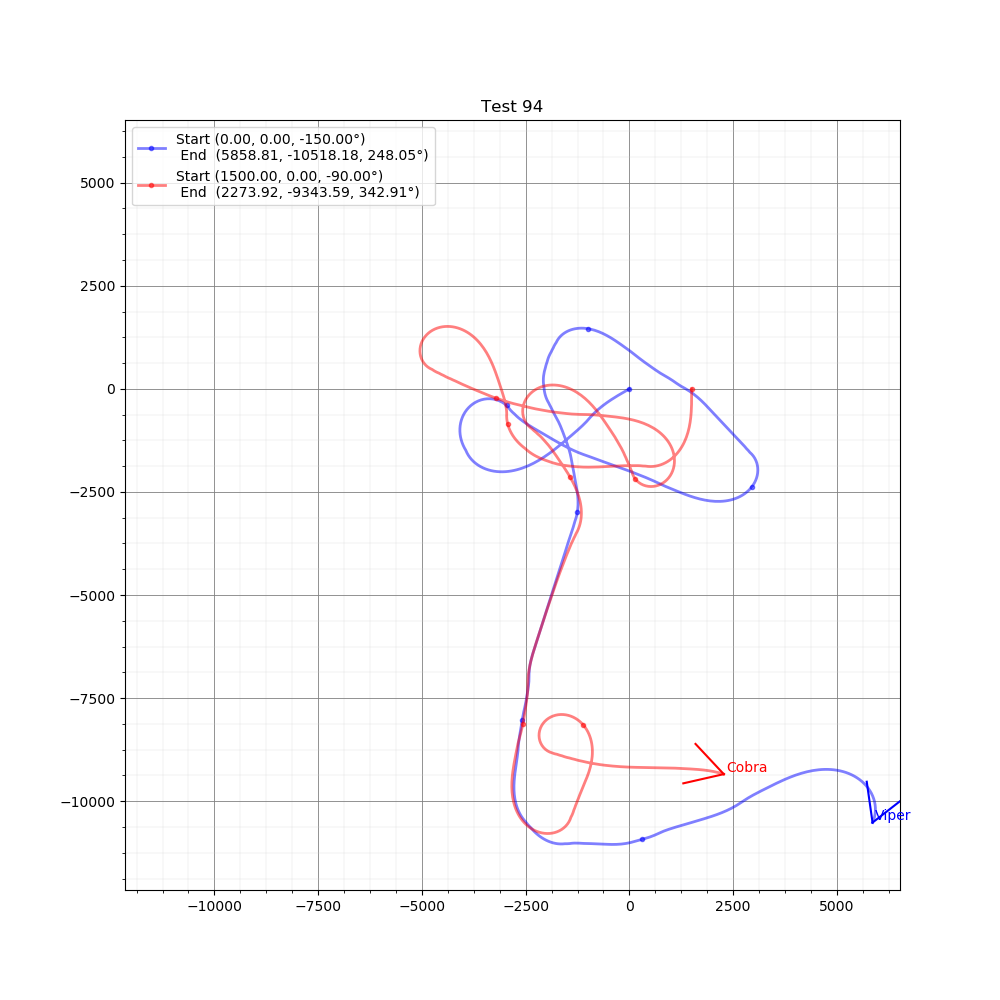 Test 94
Start (0.00, 0.00, -150.00°)
End (5858.81, -10518.18, 248.05°)
Start (1500.00, 0.00, -90.00°)
End (2273.92, -9343.59, 342.91°)
5000
2500
0
−2500
−5000
−7500
−10000
Cobra
Viper
−10000 −7500 −5000 −2500 0 2500 5000